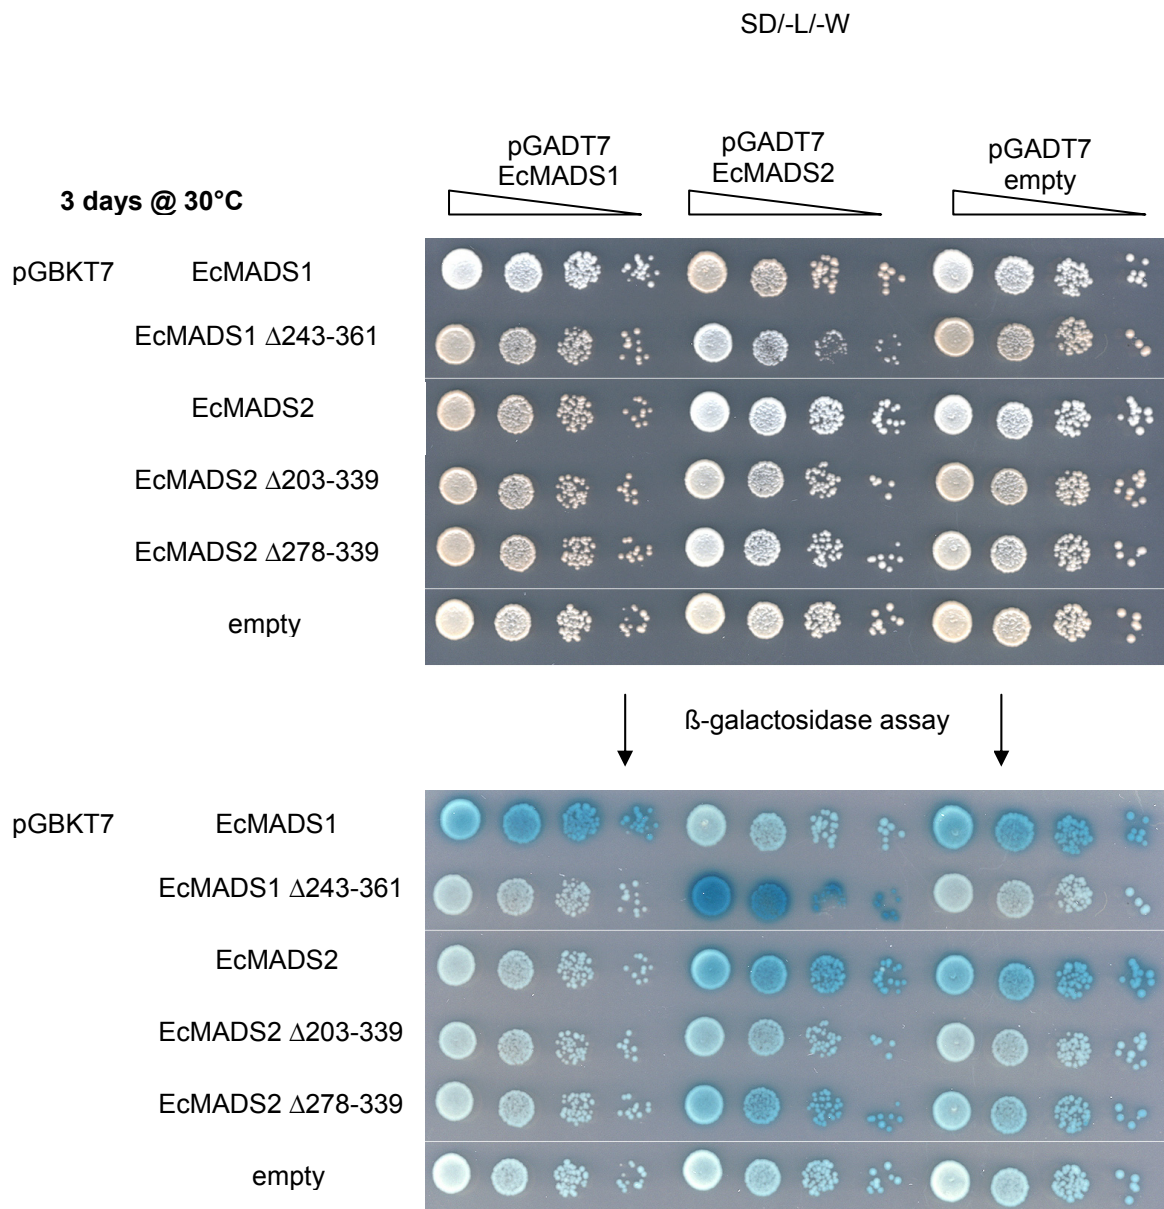 SD/-L/-W
pGADT7
EcMADS1
pGADT7
EcMADS2
pGADT7
empty
3 days @ 30°C
pGBKT7 EcMADS1
EcMADS1 Δ243-361
EcMADS2
EcMADS2 Δ203-339
EcMADS2 Δ278-339
empty
ß-galactosidase assay
pGBKT7 EcMADS1
EcMADS1 Δ243-361
EcMADS2
EcMADS2 Δ203-339
EcMADS2 Δ278-339
empty